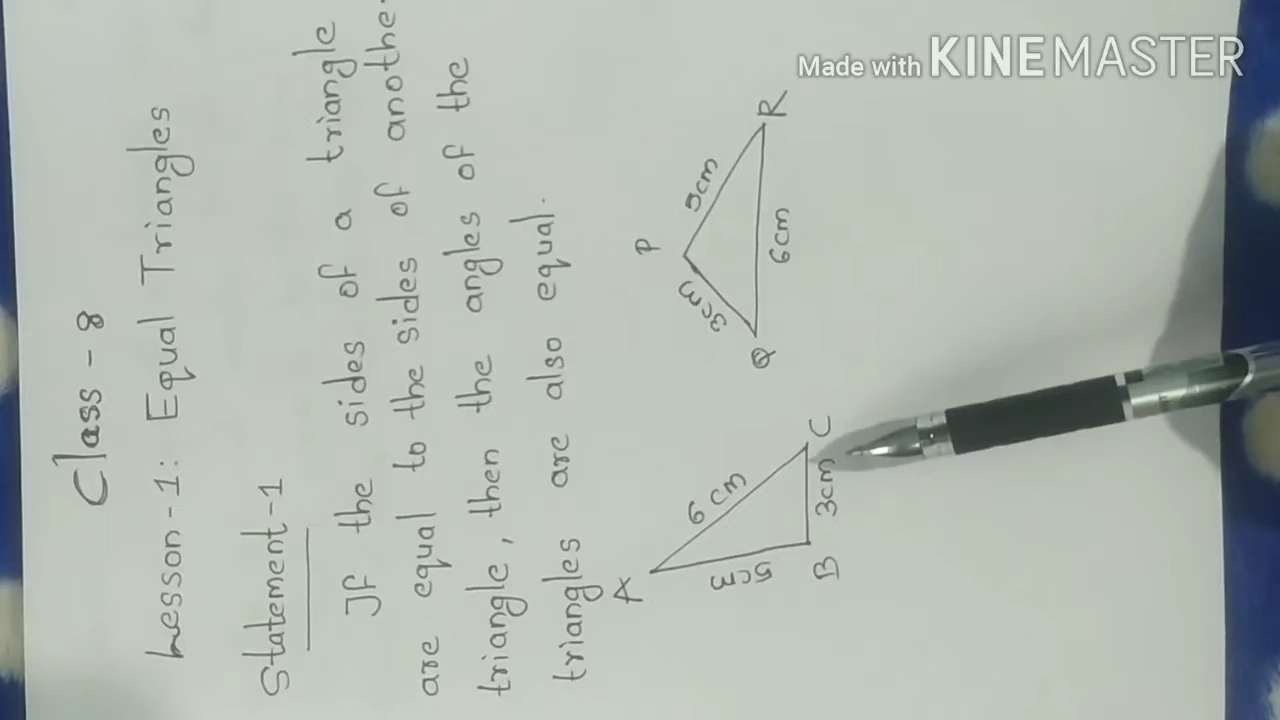 Made with KINEMASTER
Class - 8
Lesson - 1: Equal Triangles
Statement - 1
If the sides of a triangle
are equal to the sides of anothe
triangle, then the angles of the
triangles are also equal.
A
5cm
6 cm
B
3cm
C
P
3cm
5cm
Q
6cm
R